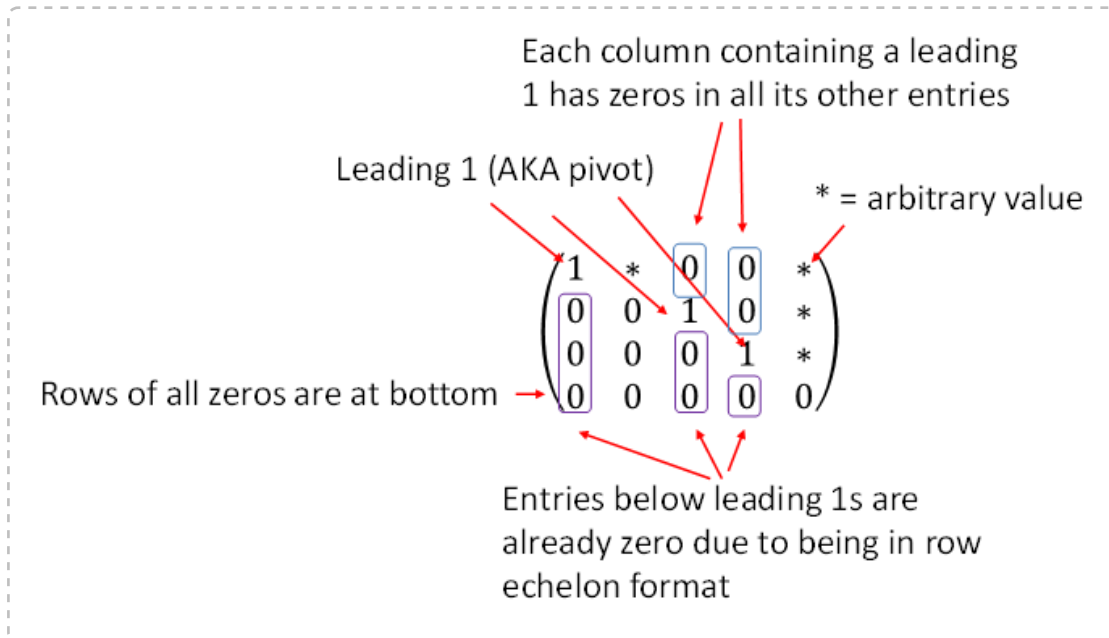 Each column containing a leading
1 has zeros in all its other entries
Leading 1 (AKA pivot)
* = arbitrary value
1 * 0 0 *
0 0 1 0 *
0 0 0 1 *
Rows of all zeros are at bottom
0 0 0 0 0
Entries below leading 1s are
already zero due to being in row
echelon format